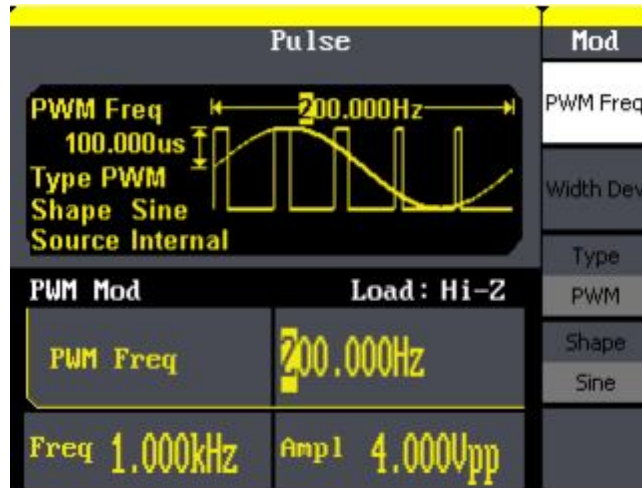 Pulse
Mod
PWM Freq
200.000Hz
100.000us
Type PWM
Shape Sine
Source Internal
PWM Mod
Load: Hi-Z
PWM Freq
200.000Hz
Freq 1.000kHz
Ampl 4.000Vpp
PWM Freq
Width Dev
Type
PWM
Shape
Sine